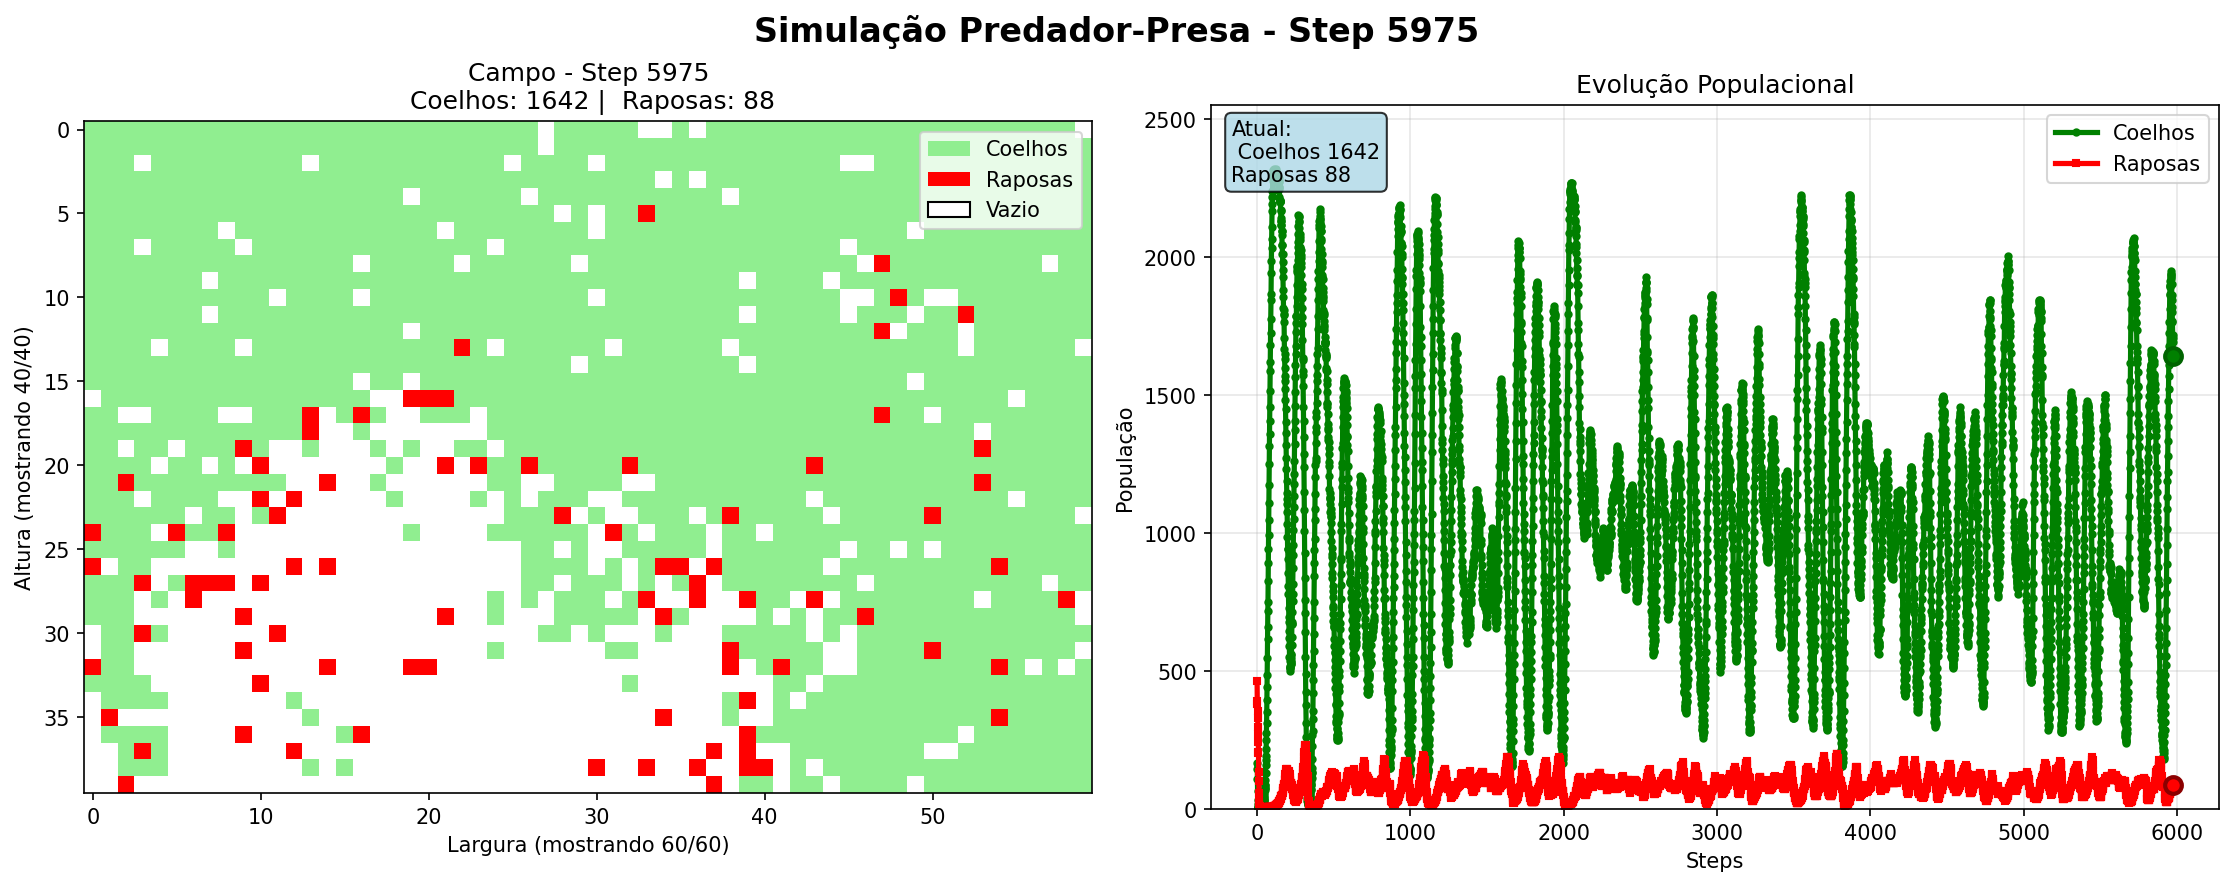 Simulação Predador-Presa - Step 5975
Campo - Step 5975
Coelhos: 1642 |  Raposas: 88
Coelhos
Raposas
Vazio
0
5
10
15
20
25
30
35
Altura (mostrando 40/40)
0
10
20
30
40
50
Largura (mostrando 60/60)
Evolução Populacional
Atual:
Coelhos 1642
Raposas 88
Coelhos
Raposas
2500
2000
1500
1000
500
0
População
0
1000
2000
3000
4000
5000
6000
Steps